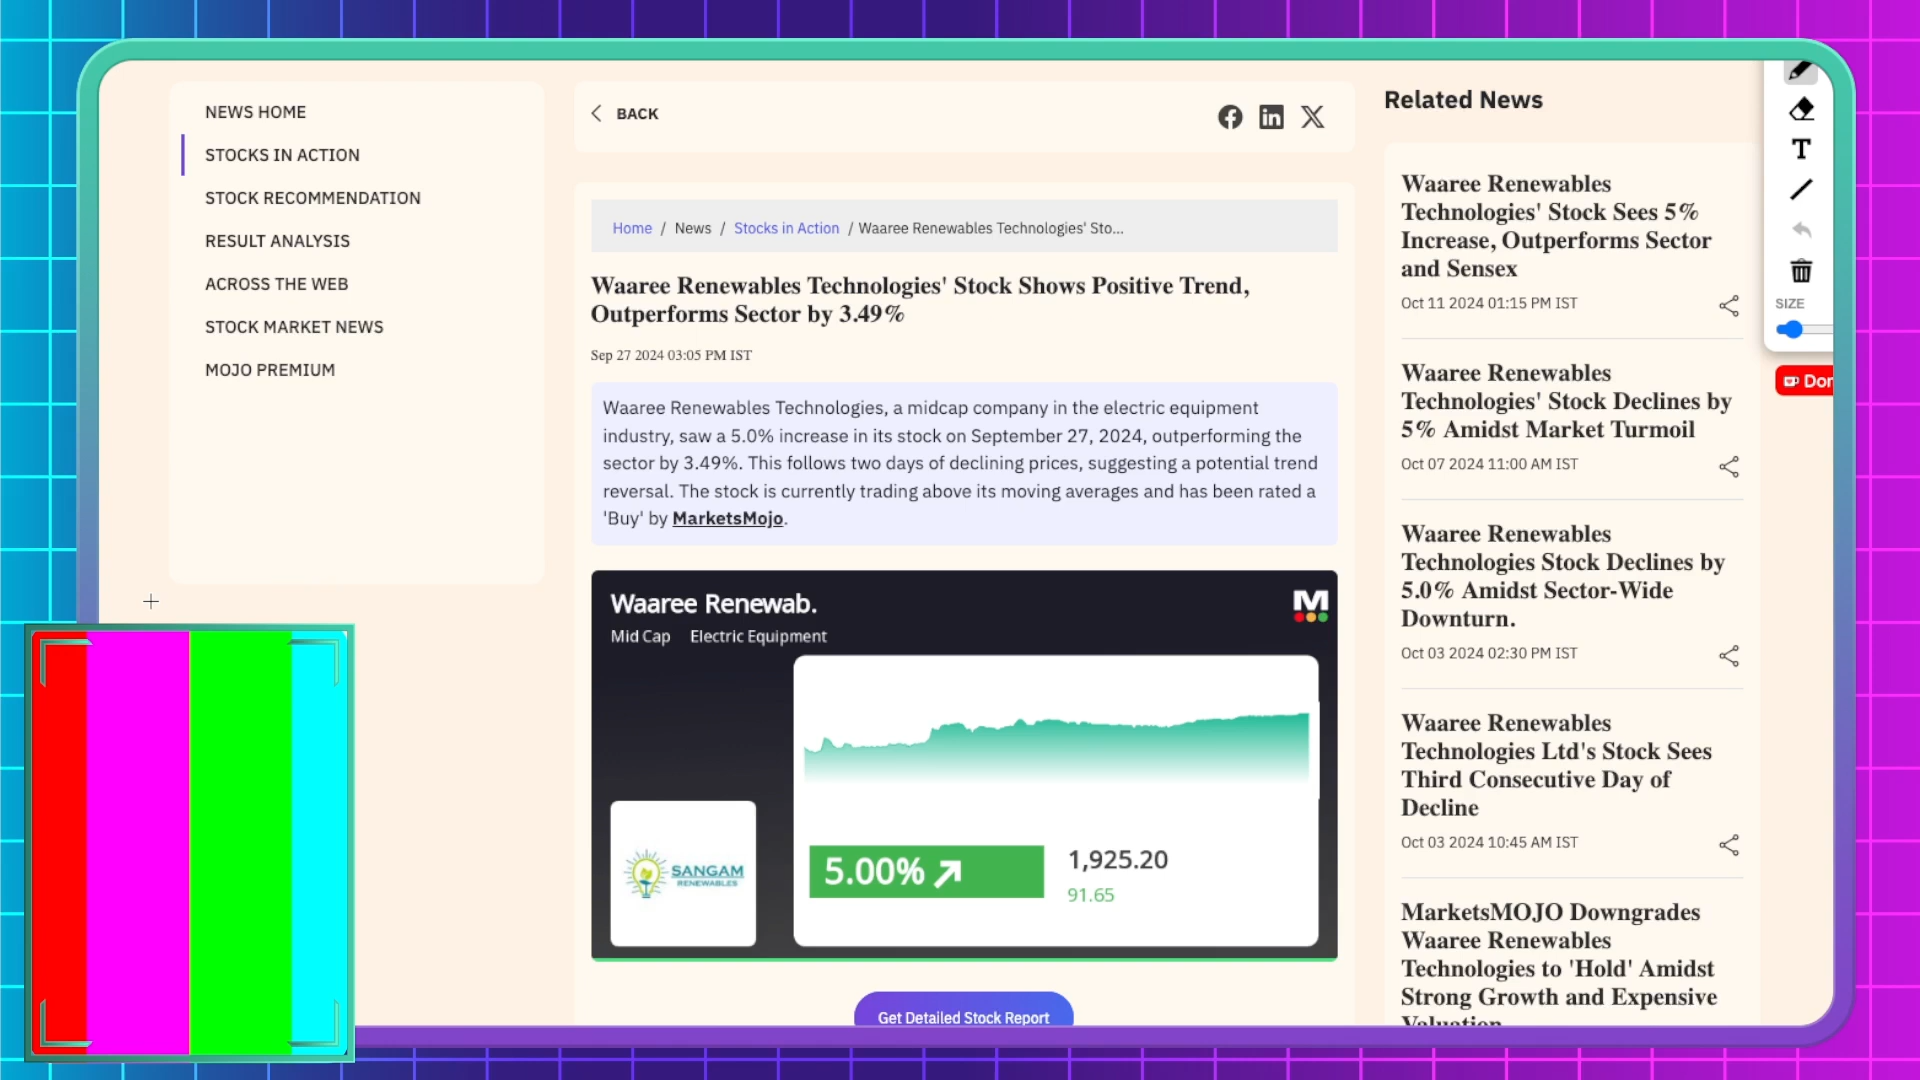 NEWS HOME
STOCKS IN ACTION
STOCK RECOMMENDATION
RESULT ANALYSIS
ACROSS THE WEB
STOCK MARKET NEWS
MOJO PREMIUM
BACK
Home / News / Stocks in Action / Waaree Renewables Technologies' Sto...
Waaree Renewables Technologies' Stock Shows Positive Trend,
Outperforms Sector by 3.49%
Sep 27 2024 03:05 PM IST
Waaree Renewables Technologies, a midcap company in the electric equipment
industry, saw a 5.0% increase in its stock on September 27, 2024, outperforming the
sector by 3.49%. This follows two days of declining prices, suggesting a potential trend
reversal. The stock is currently trading above its moving averages and has been rated a
'Buy' by MarketsMojo.
Waaree Renewab.
Mid Cap Electric Equipment
M
SANGAM
RENEWABLES
5.00%
1,925.20
91.65
Get Detailed Stock Report
Related News
Waaree Renewables
Technologies' Stock Sees 5%
Increase, Outperforms Sector
and Sensex
Oct 11 2024 01:15 PM IST
Waaree Renewables
Technologies' Stock Declines by
5% Amidst Market Turmoil
Oct 07 2024 11:00 AM IST
Waaree Renewables
Technologies Stock Declines by
5.0% Amidst Sector-Wide
Downturn.
Oct 03 2024 02:30 PM IST
Waaree Renewables
Technologies Ltd's Stock Sees
Third Consecutive Day of
Decline
Oct 03 2024 10:45 AM IST
MarketsMOJO Downgrades
Waaree Renewables
Technologies to 'Hold' Amidst
Strong Growth and Expensive
Valuation
T
SIZE
Don